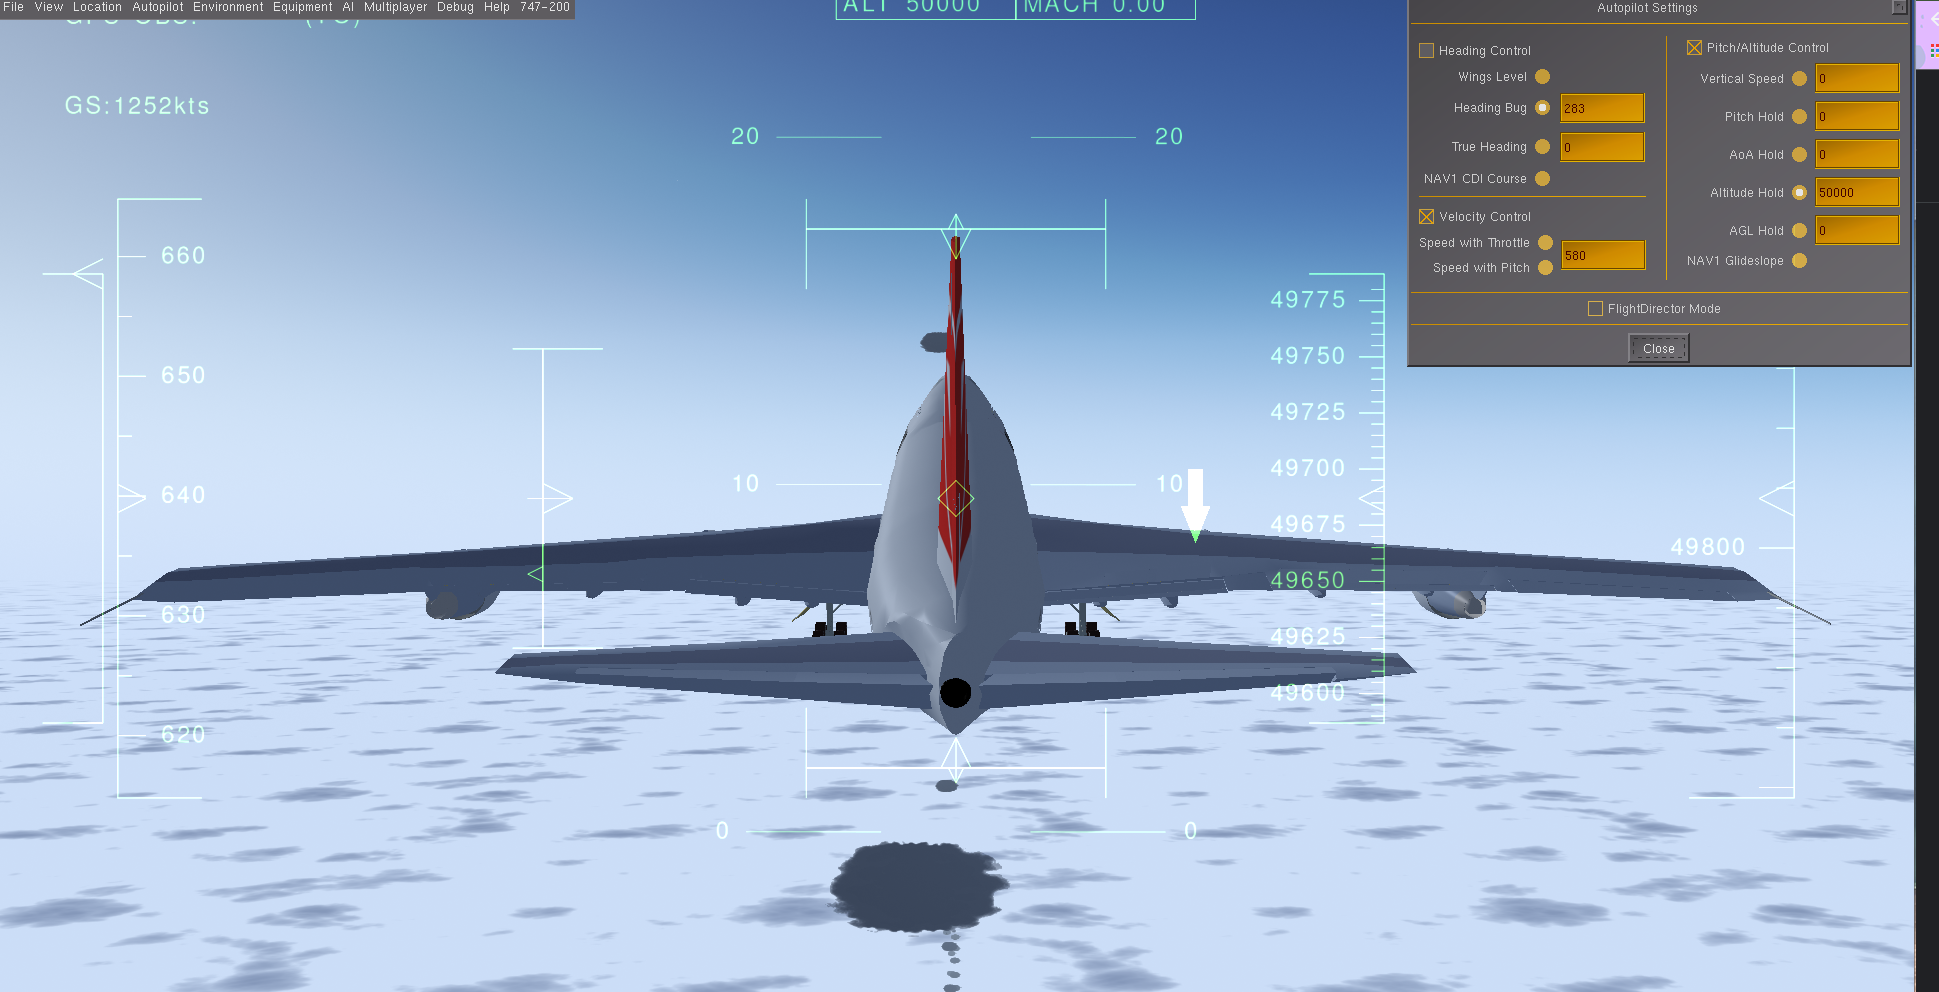 File View Location Autopilot Environment Equipment AI Multiplayer Debug Help 747-200
ALT 50000 MACH 0.00
GS:1252kts
20 20
660
650
640
630
620
10 10
0 0
49775
49750
49725
49700
49675
49650
49625
49600
49800
Autopilot Settings
Heading Control
Wings Level
Heading Bug 283
True Heading 0
NAV1 CDI Course
Velocity Control
Speed with Throttle
580
Speed with Pitch
Pitch/Altitude Control
Vertical Speed 0
Pitch Hold 0
AoA Hold 0
Altitude Hold 50000
AGL Hold 0
NAV1 Glideslope
FlightDirector Mode
Close